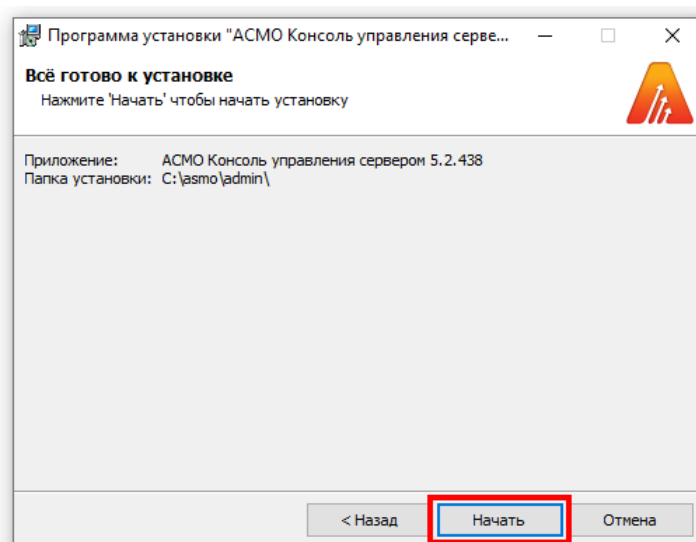 Программа установки "АСМО Консоль управления серве...
Всё готово к установке
Нажмите 'Начать' чтобы начать установку
Приложение: АСМО Консоль управления сервером 5.2.438
Папка установки: C:\asmo\admin\
< Назад Начать Отмена